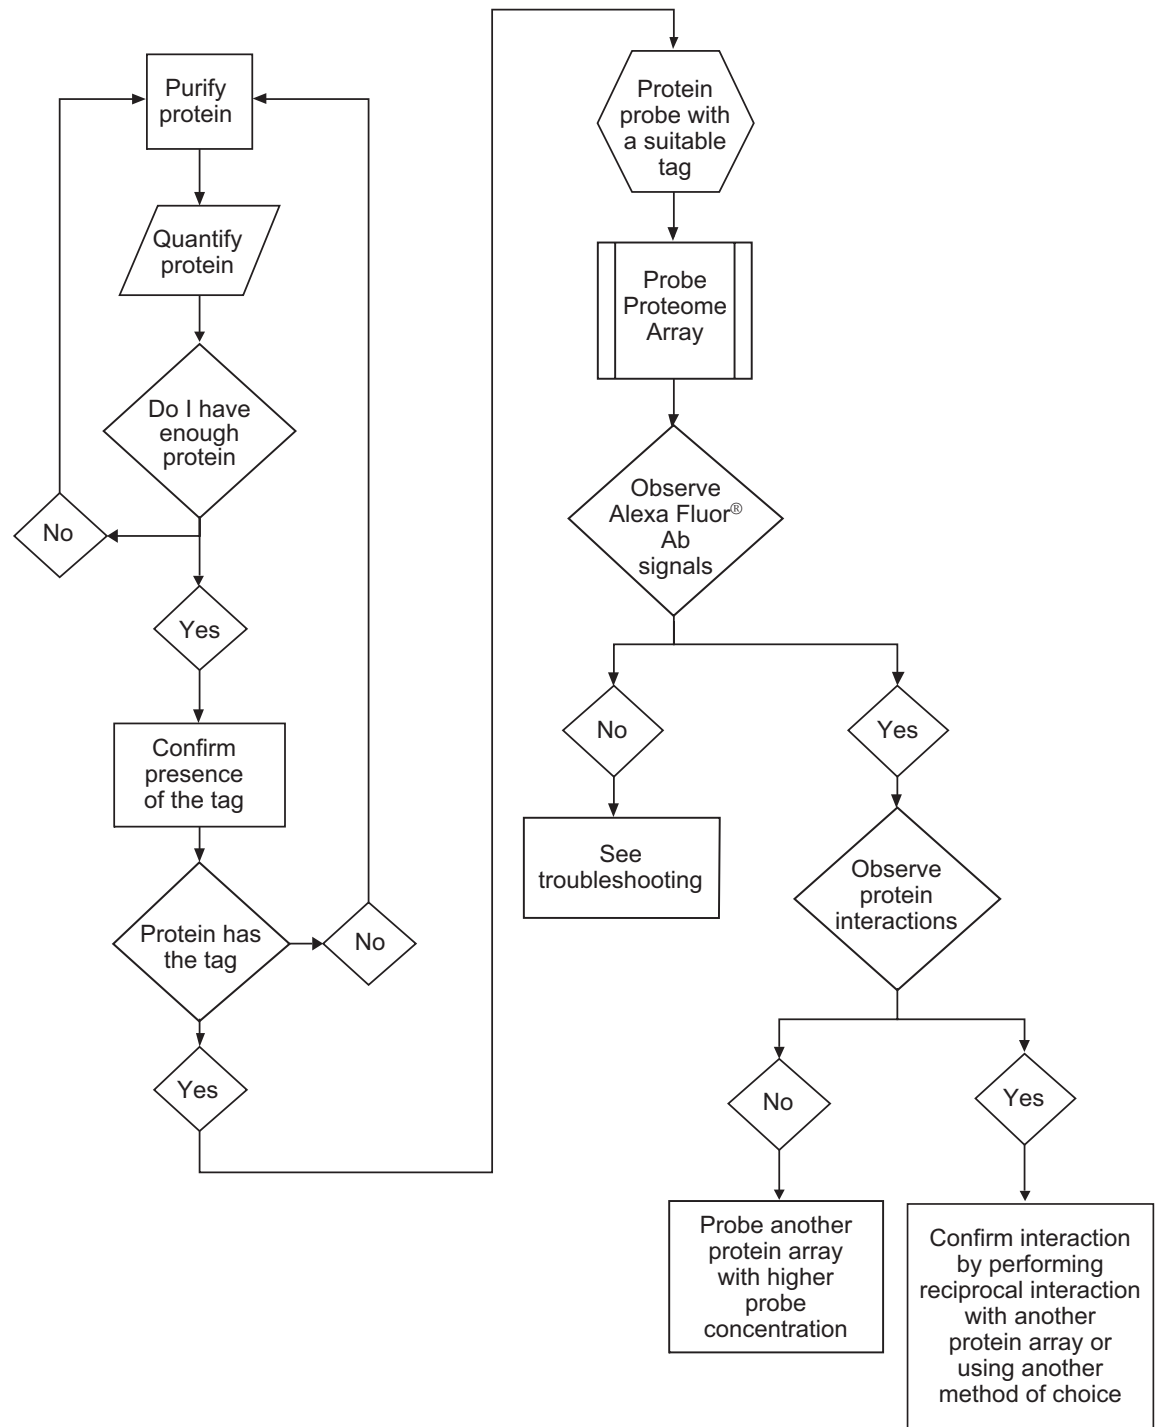 Purify
protein
Quantify
protein
Do I have
enough
protein
No
Yes
Confirm
presence
of the tag
Protein has
the tag
No
Yes
Protein
probe with
a suitable
tag
Probe
Proteome
Array
Observe
Alexa Fluor®
Ab
signals
No
Yes
See
troubleshooting
Observe
protein
interactions
No
Yes
Probe another
protein array
with higher
probe
concentration
Confirm interaction
by performing
reciprocal interaction
with another
protein array or
using another
method of choice